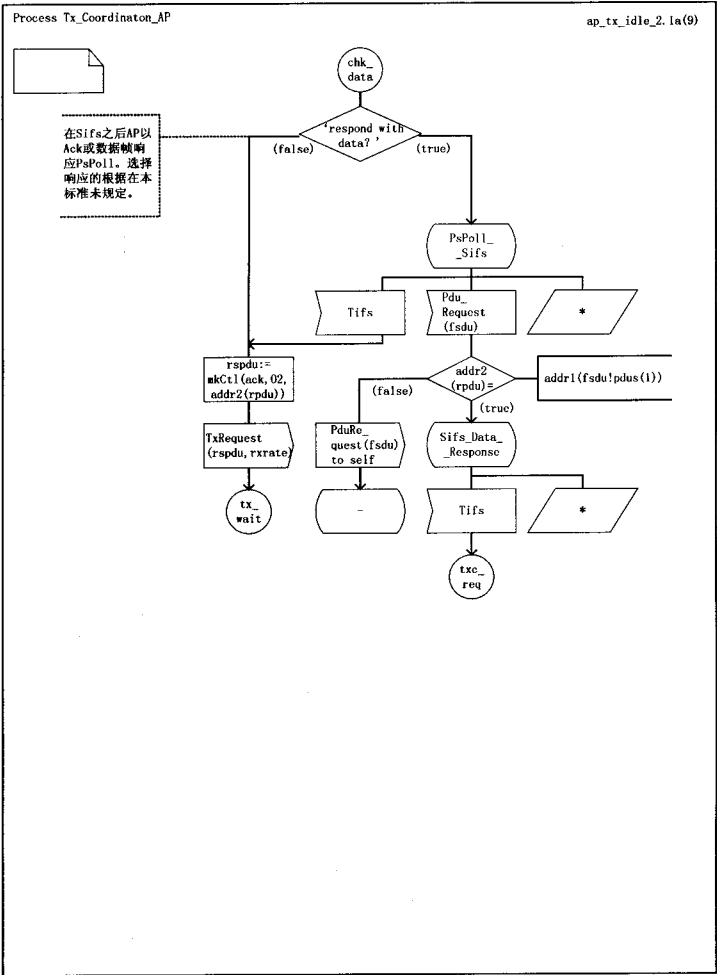 Process Tx_Coordinaton_AP
ap_tx_idle_2.1a(9)
chk_
data
在Sifs之后AP以
Ack或数据帧响
应PsPoll。选择
响应的根据在本
标准未规定。
'respond with
data?'
(false)
(true)
PsPoll_
_Sifs
Tifs
Pdu_
Request
(fsdu)
*
rspdu:=
mkCtl(ack,02,
addr2(rpdu))
(false)
addr2
(rpdu)=
addr1(fsdu!pdus(1))
(true)
TxRequest
(rspdu,rxrate)
PduRe_
quest(fsdu)
to self
Sifs_Data_
_Response
tx_
wait
-
Tifs
*
txc_
req